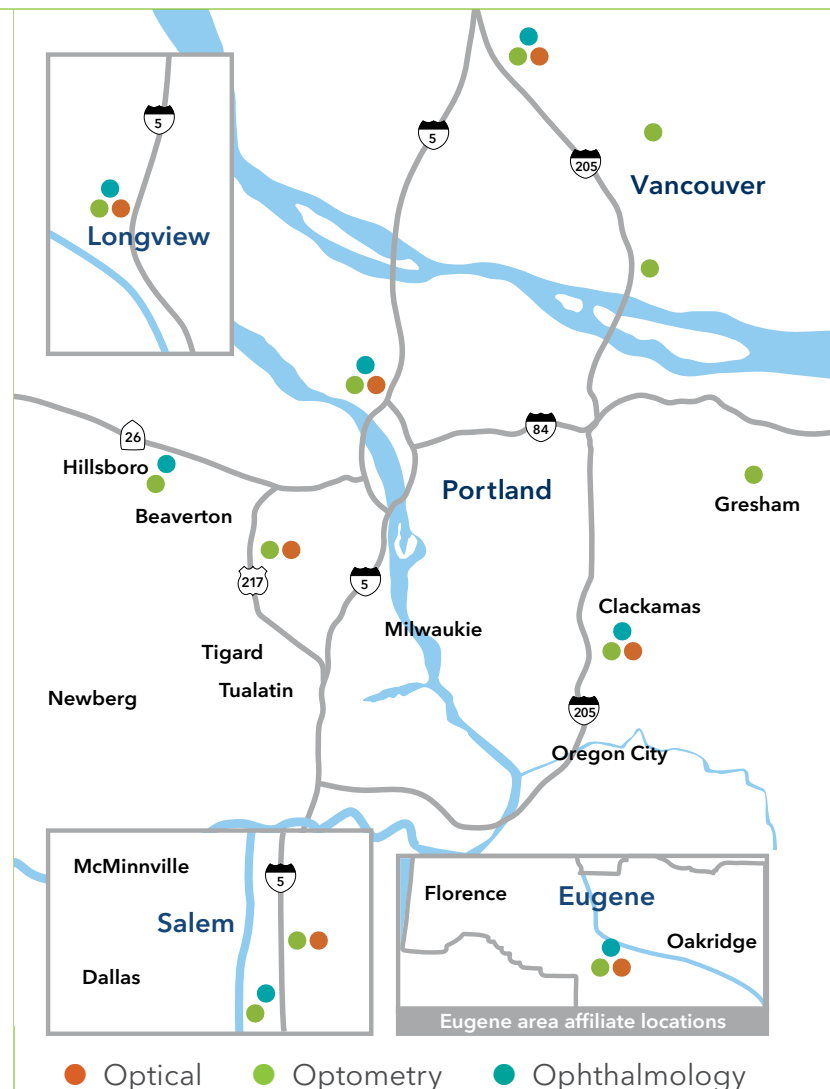 5
205
Vancouver
5
Longview
26
84
Hillsboro
Portland
Gresham
Beaverton
217
5
Clackamas
Milwaukie
Tigard
Tualatin
Newberg
205
Oregon City
McMinnville
5
Salem
Dallas
Florence
Eugene
Oakridge
Eugene area affiliate locations
Optical Optometry Ophthalmology